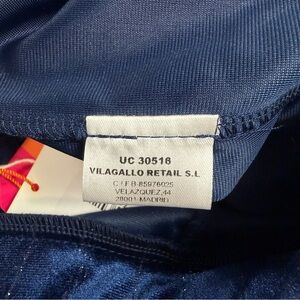 UC 30516
VILAGALLO RETAIL S.L
C.I.F B-85976025
VELAZQUEZ,44
28001-MADRID